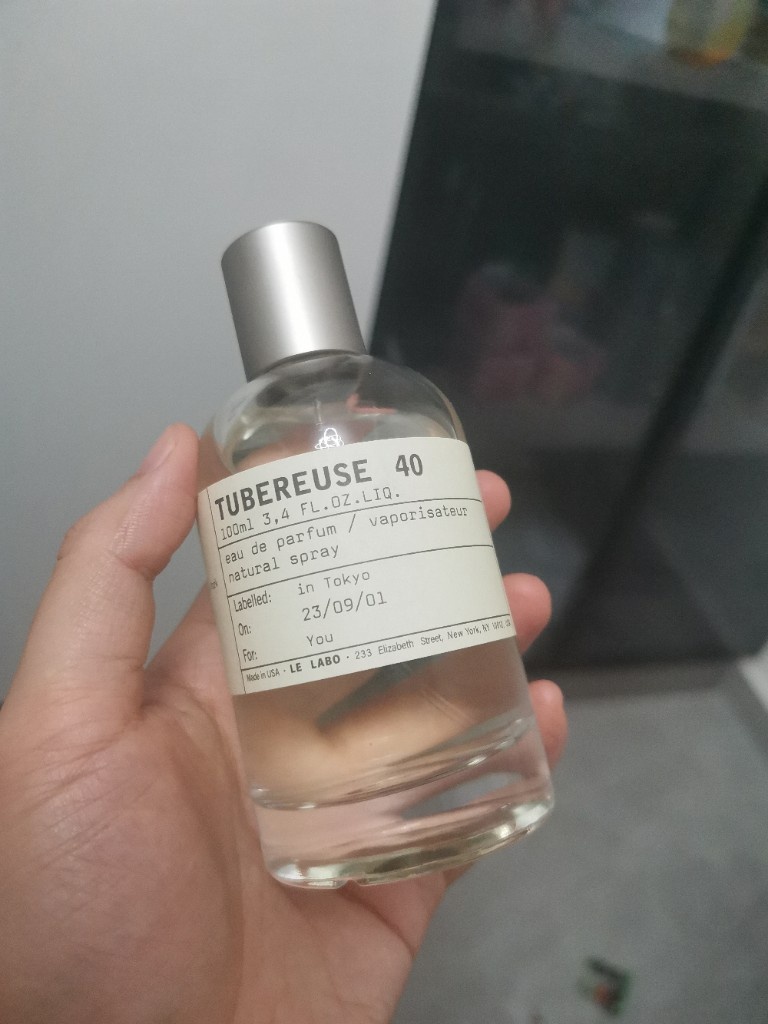 TUBEREUSE 40
100ml 3,4 FL.OZ.LIQ.
eau de parfum / vaporisateur
natural spray
Labelled: in Tokyo
On: 23/09/01
For: You
Made in USA - LE LABO - 233 Elizabeth Street, New York, NY